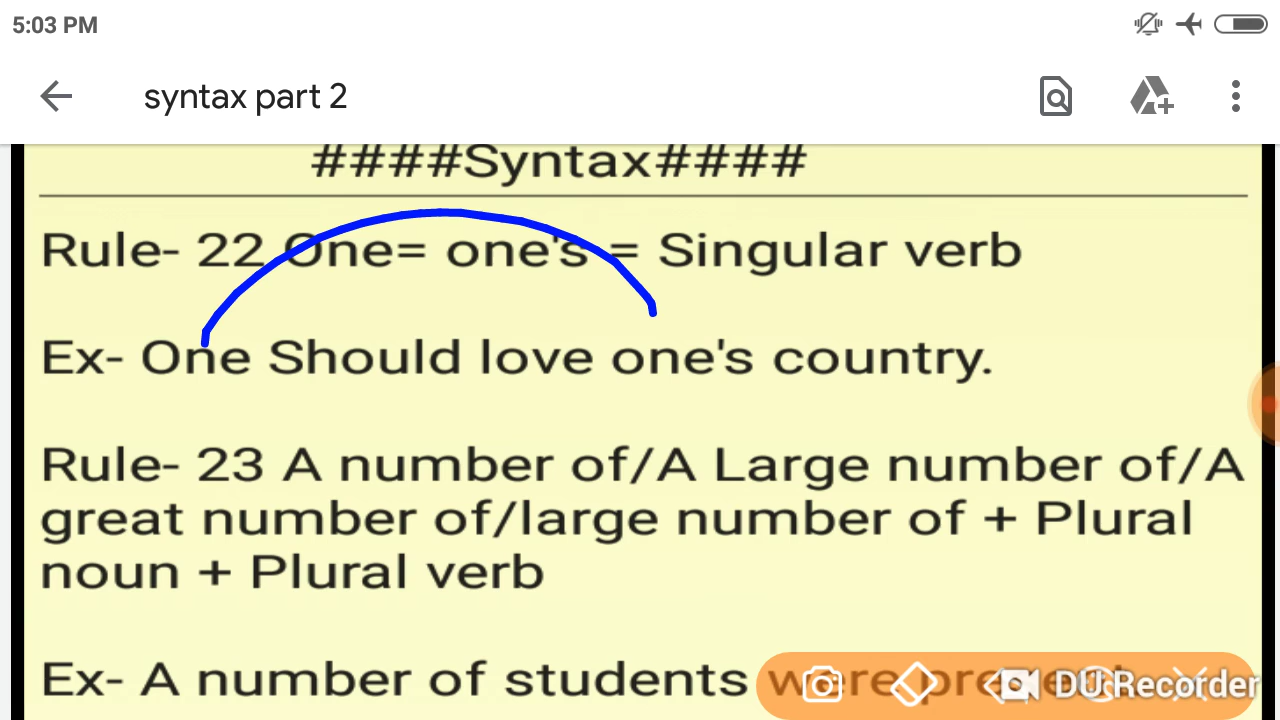 5:03 PM
syntax part 2
####Syntax####
Rule- 22 One= one's = Singular verb
Ex- One Should love one's country.
Rule- 23 A number of/A Large number of/A
great number of/large number of + Plural
noun + Plural verb
Ex- A number of students were
DU Recorder